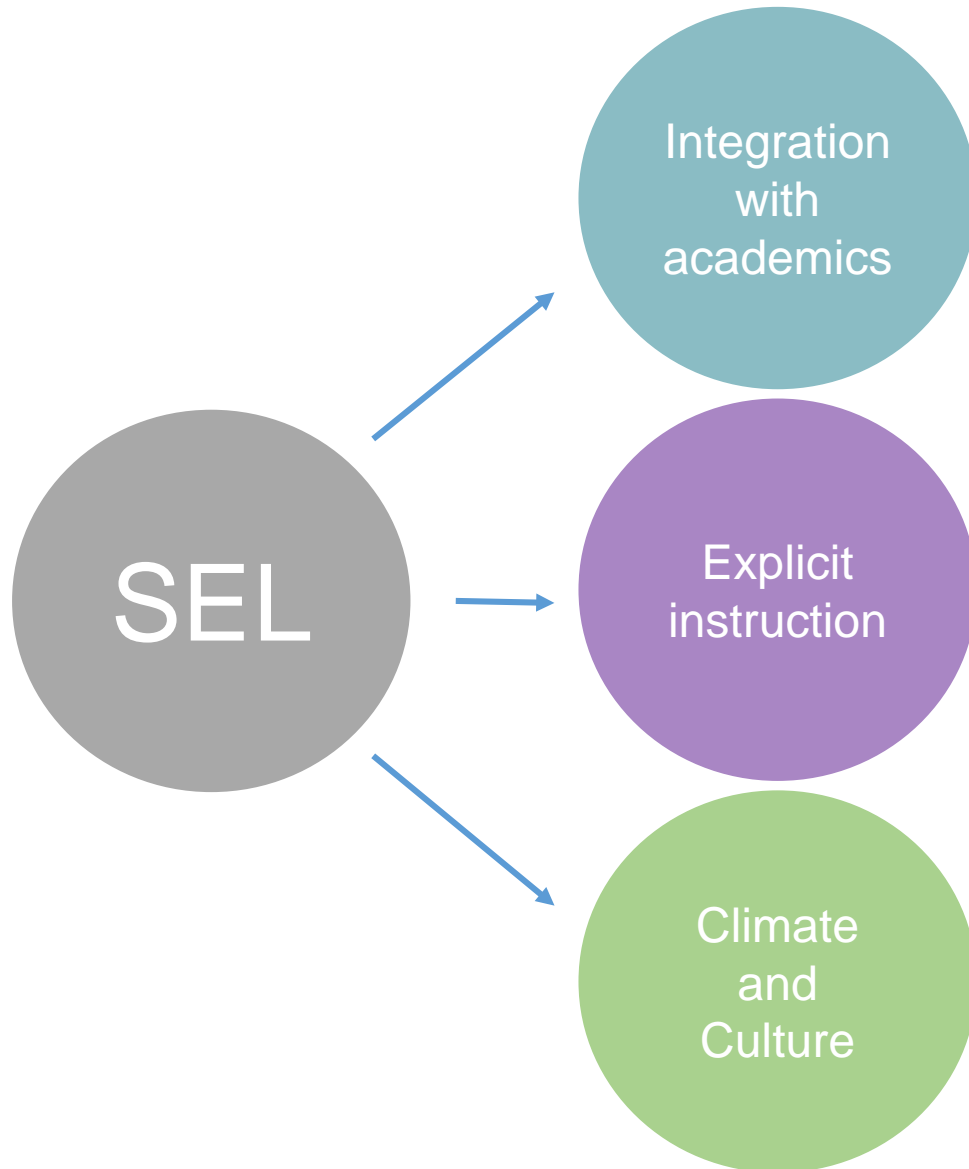 Integration
with
academics
SEL
Explicit
instruction
Climate
and
Culture